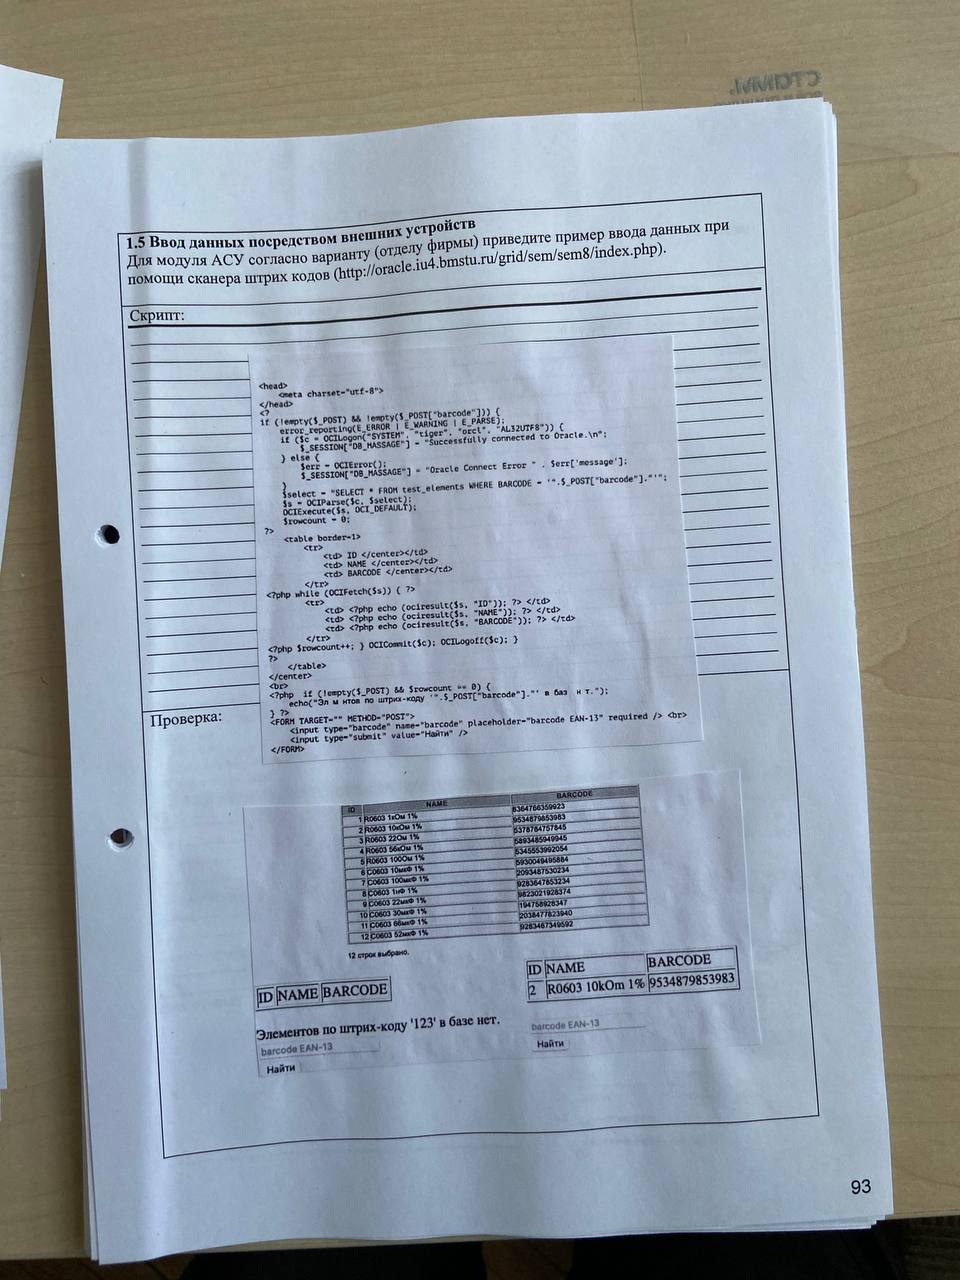 стамм.
1.5 Ввод данных посредством внешних устройств
Для модуля АСУ согласно варианту (отделу фирмы) приведите пример ввода данных при
помощи сканера штрих кодов (http://oracle.iu4.bmstu.ru/grid/sem/sem8/index.php).
Скрипт:
<head>
<meta charset="utf-8">
</head>
<?
if (!empty($_POST) && !empty($_POST["barcode"])) {
error_reporting(E_ERROR | E_WARNING | E_PARSE);
if ($c = OCILogon("SYSTEM", "tiger", "orcl", "AL32UTF8")) {
$_SESSION["DB_MASSAGE"] = "Successfully connected to Oracle.\n";
} else {
$err = OCIError();
$_SESSION["DB_MASSAGE"] = "Oracle Connect Error " . $err['message'];
}
$select = "SELECT * FROM test_elements WHERE BARCODE = '".$_POST["barcode"]."'";
$s = OCIParse($c, $select);
OCIExecute($s, OCI_DEFAULT);
$rowcount = 0;
?>
<table border=1>
<tr>
<td> ID </center></td>
<td> NAME </center></td>
<td> BARCODE </center></td>
</tr>
<?php while (OCIFetch($s)) { ?>
<tr>
<td> <?php echo (ociresult($s, "ID")); ?> </td>
<td> <?php echo (ociresult($s, "NAME")); ?> </td>
<td> <?php echo (ociresult($s, "BARCODE")); ?> </td>
</tr>
<?php $rowcount++; } OCICommit($c); OCILogoff($c); }
?>
</table>
</center>
<br>
<?php if (!empty($_POST) && $rowcount == 0) {
echo("Эл м нтов по штрих-коду '".$_POST["barcode"]."' в баз н т.");
} ?>
<FORM TARGET="" METHOD="POST">
<input type="barcode" name="barcode" placeholder="barcode EAN-13" required /> <br>
<input type="submit" value="Найти" />
</FORM>
Проверка:
ID NAME BARCODE
1 R0603 1кОм 1% 6364766359923
2 R0603 10кОм 1% 9534879853983
3 R0603 22Ом 1% 5378784757845
4 R0603 56кОм 1% 5893485949945
5 R0603 100Ом 1% 5345553992054
6 C0603 10мкФ 1% 5930049495884
7 C0603 100мкФ 1% 2093487530234
8 C0603 1нФ 1% 9283647853234
9 C0603 22мкФ 1% 9823021928374
10 C0603 30мкФ 1% 194758928347
11 C0603 66мкФ 1% 2038477823940
12 C0603 52мкФ 1% 9283467349592
12 строк выбрано.
ID NAME BARCODE
Элементов по штрих-коду '123' в базе нет.
barcode EAN-13
Найти
ID NAME BARCODE
2 R0603 10kOm 1% 9534879853983
barcode EAN-13
Найти
93